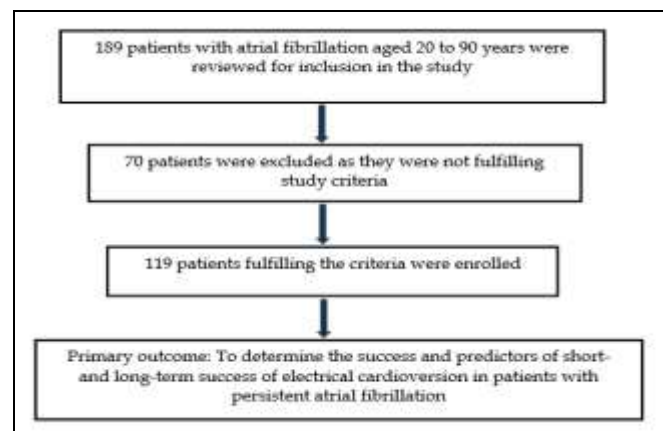 189 patients with atrial fibrillation aged 20 to 90 years were
reviewed for inclusion in the study
70 patients were excluded as they were not fulfilling
study criteria
119 patients fulfilling the criteria were enrolled
Primary outcome: To determine the success and predictors of short-
and long-term success of electrical cardioversion in patients with
persistent atrial fibrillation